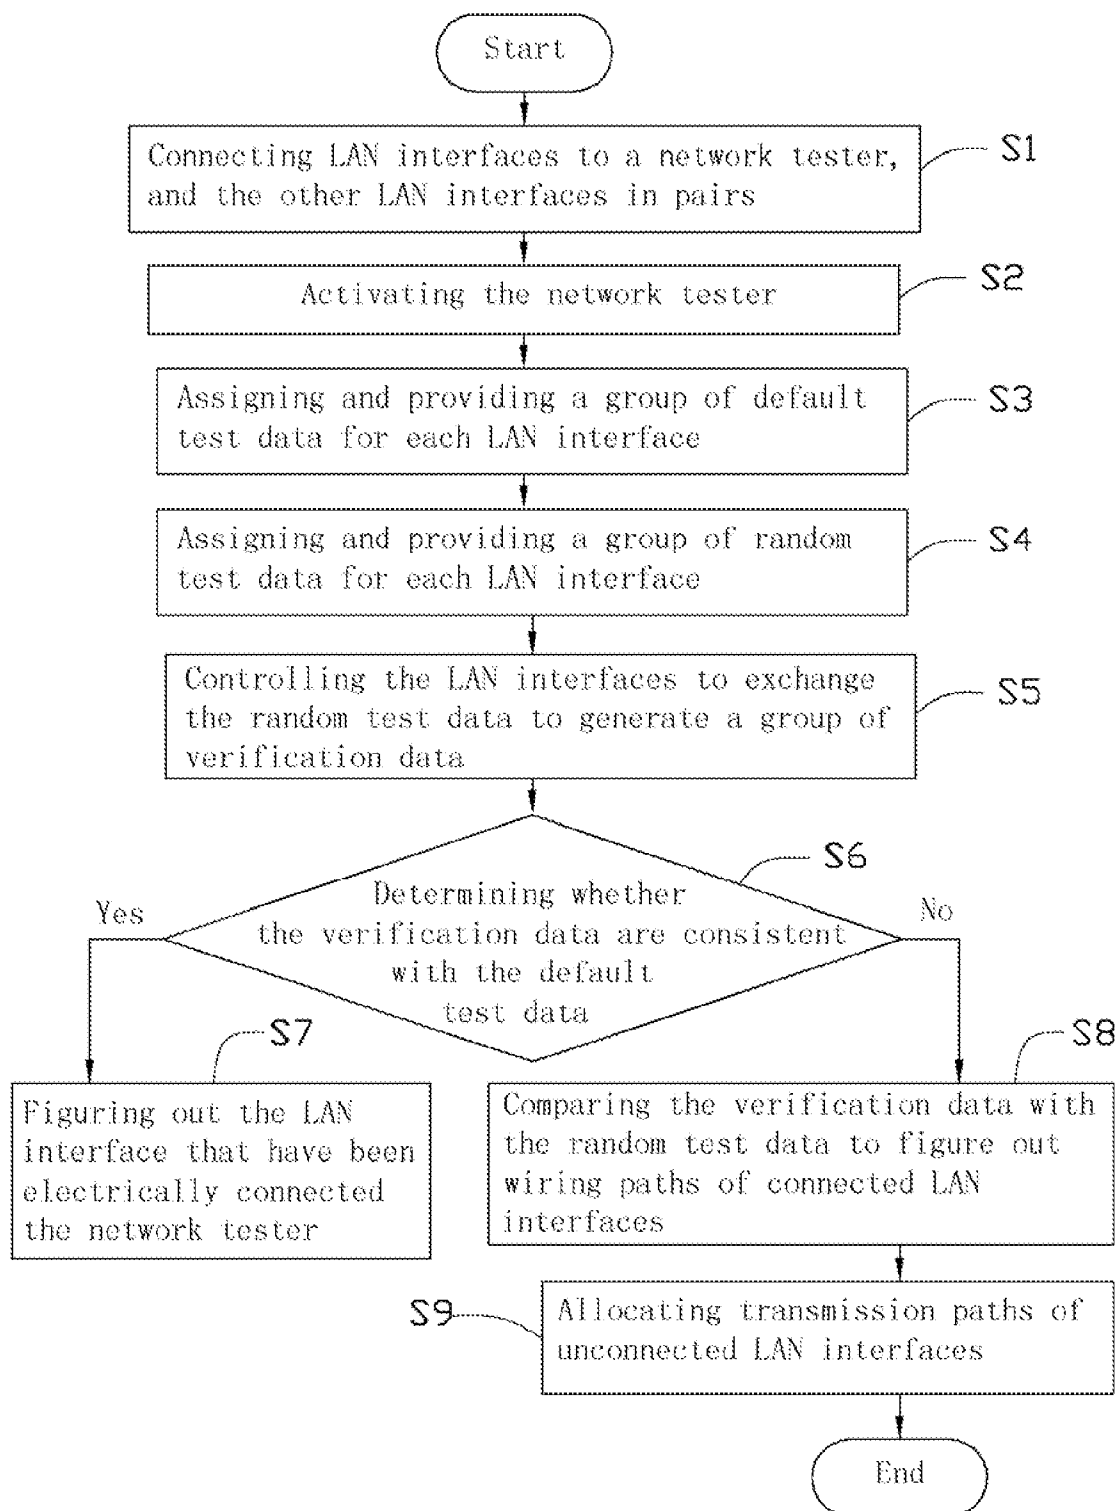 Start
Connecting LAN interfaces to a network tester,
and the other LAN interfaces in pairs
S1
Activating the network tester
S2
Assigning and providing a group of default
test data for each LAN interface
S3
Assigning and providing a group of random
test data for each LAN interface
S4
Controlling the LAN interfaces to exchange
the random test data to generate a group of
verification data
S5
S6
Determining whether
the verification data are consistent
with the default
test data
Yes
No
S7
Figuring out the LAN
interface that have been
electrically connected
the network tester
S8
Comparing the verification data with
the random test data to figure out
wiring paths of connected LAN
interfaces
S9
Allocating transmission paths of
unconnected LAN interfaces
End